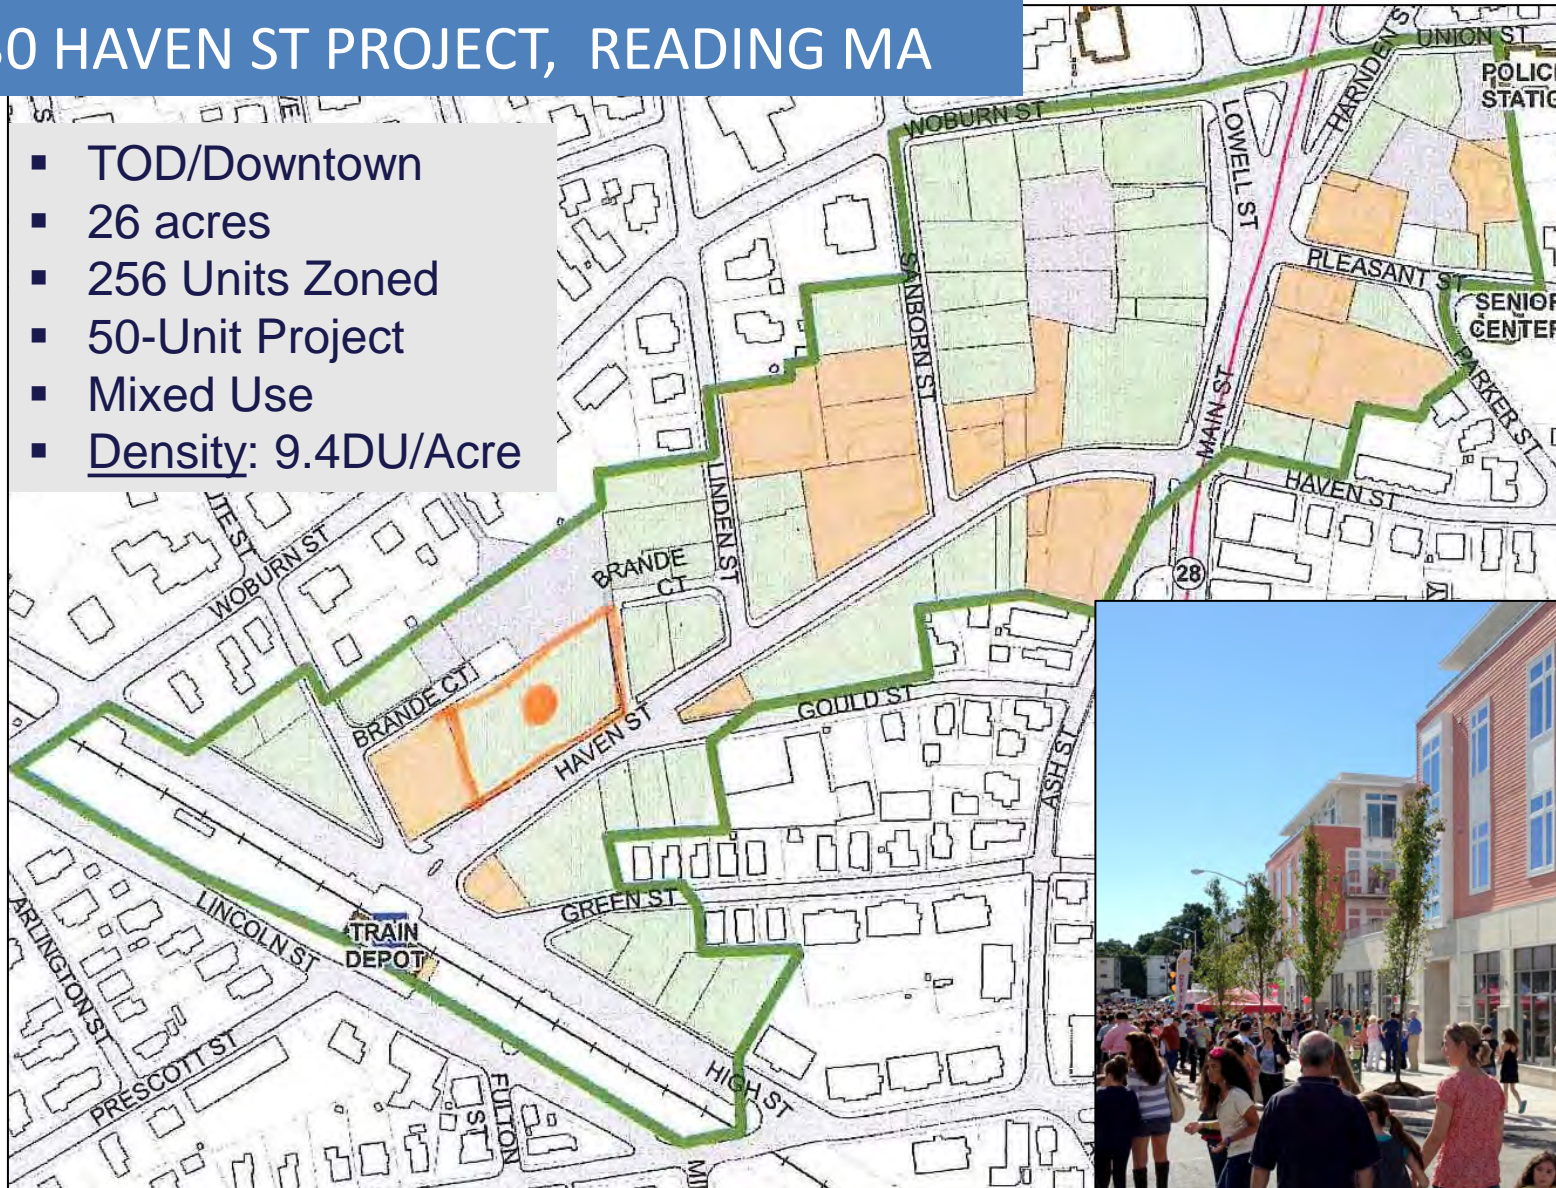 30 HAVEN ST PROJECT, READING MA
▪ TOD/Downtown
▪ 26 acres
▪ 256 Units Zoned
▪ 50-Unit Project
▪ Mixed Use
▪ Density: 9.4DU/Acre
UNION ST
HARNDEN S
WOBURN ST
LOWELL ST
SANBORN ST
PLEASANT ST
SENIOR
CENTER
PARKER ST
MAIN ST
HAVEN ST
28
LINDEN ST
BRANDE
CT
WOBURN ST
BRANDE CT
HAVEN ST
GOULD ST
ASH ST
GREEN ST
LINCOLN ST
TRAIN
DEPOT
ARLINGTON ST
PRESCOTT ST
FULTON
ST
HIGH ST